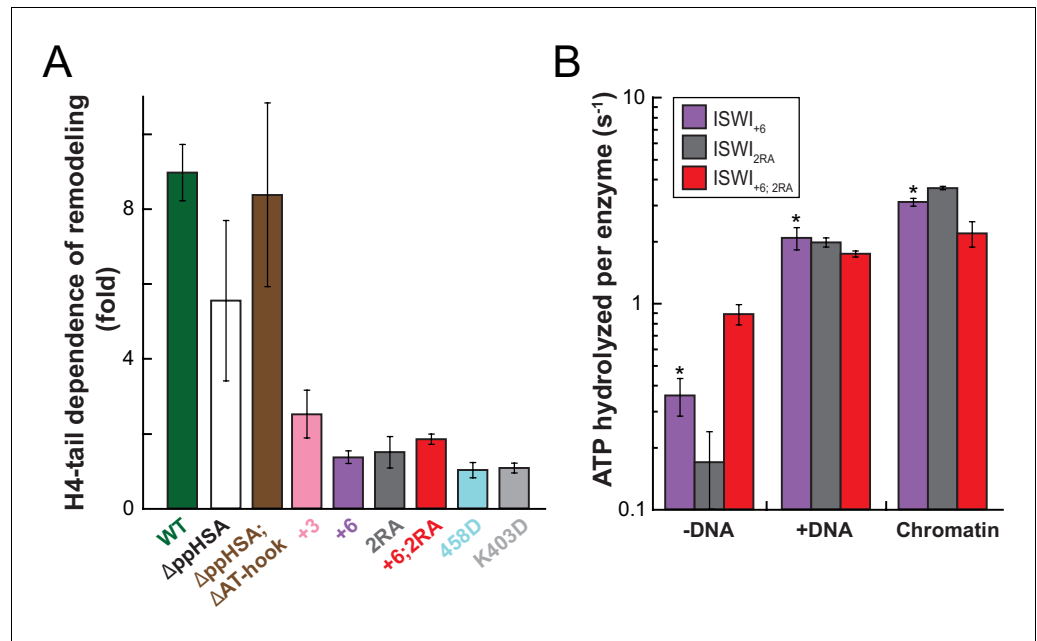 A
H4-tail dependence of remodeling
(fold)
8
4
0
WT
ΔppHSA
ΔppHSA;
ΔAT-hook
+3
+6
2RA
+6;2RA
458D
K403D
B
ATP hydrolyzed per enzyme (s-1)
10
1
0.1
ISWI+6
ISWI2RA
ISWI+6; 2RA
*
*
*
-DNA
+DNA
Chromatin